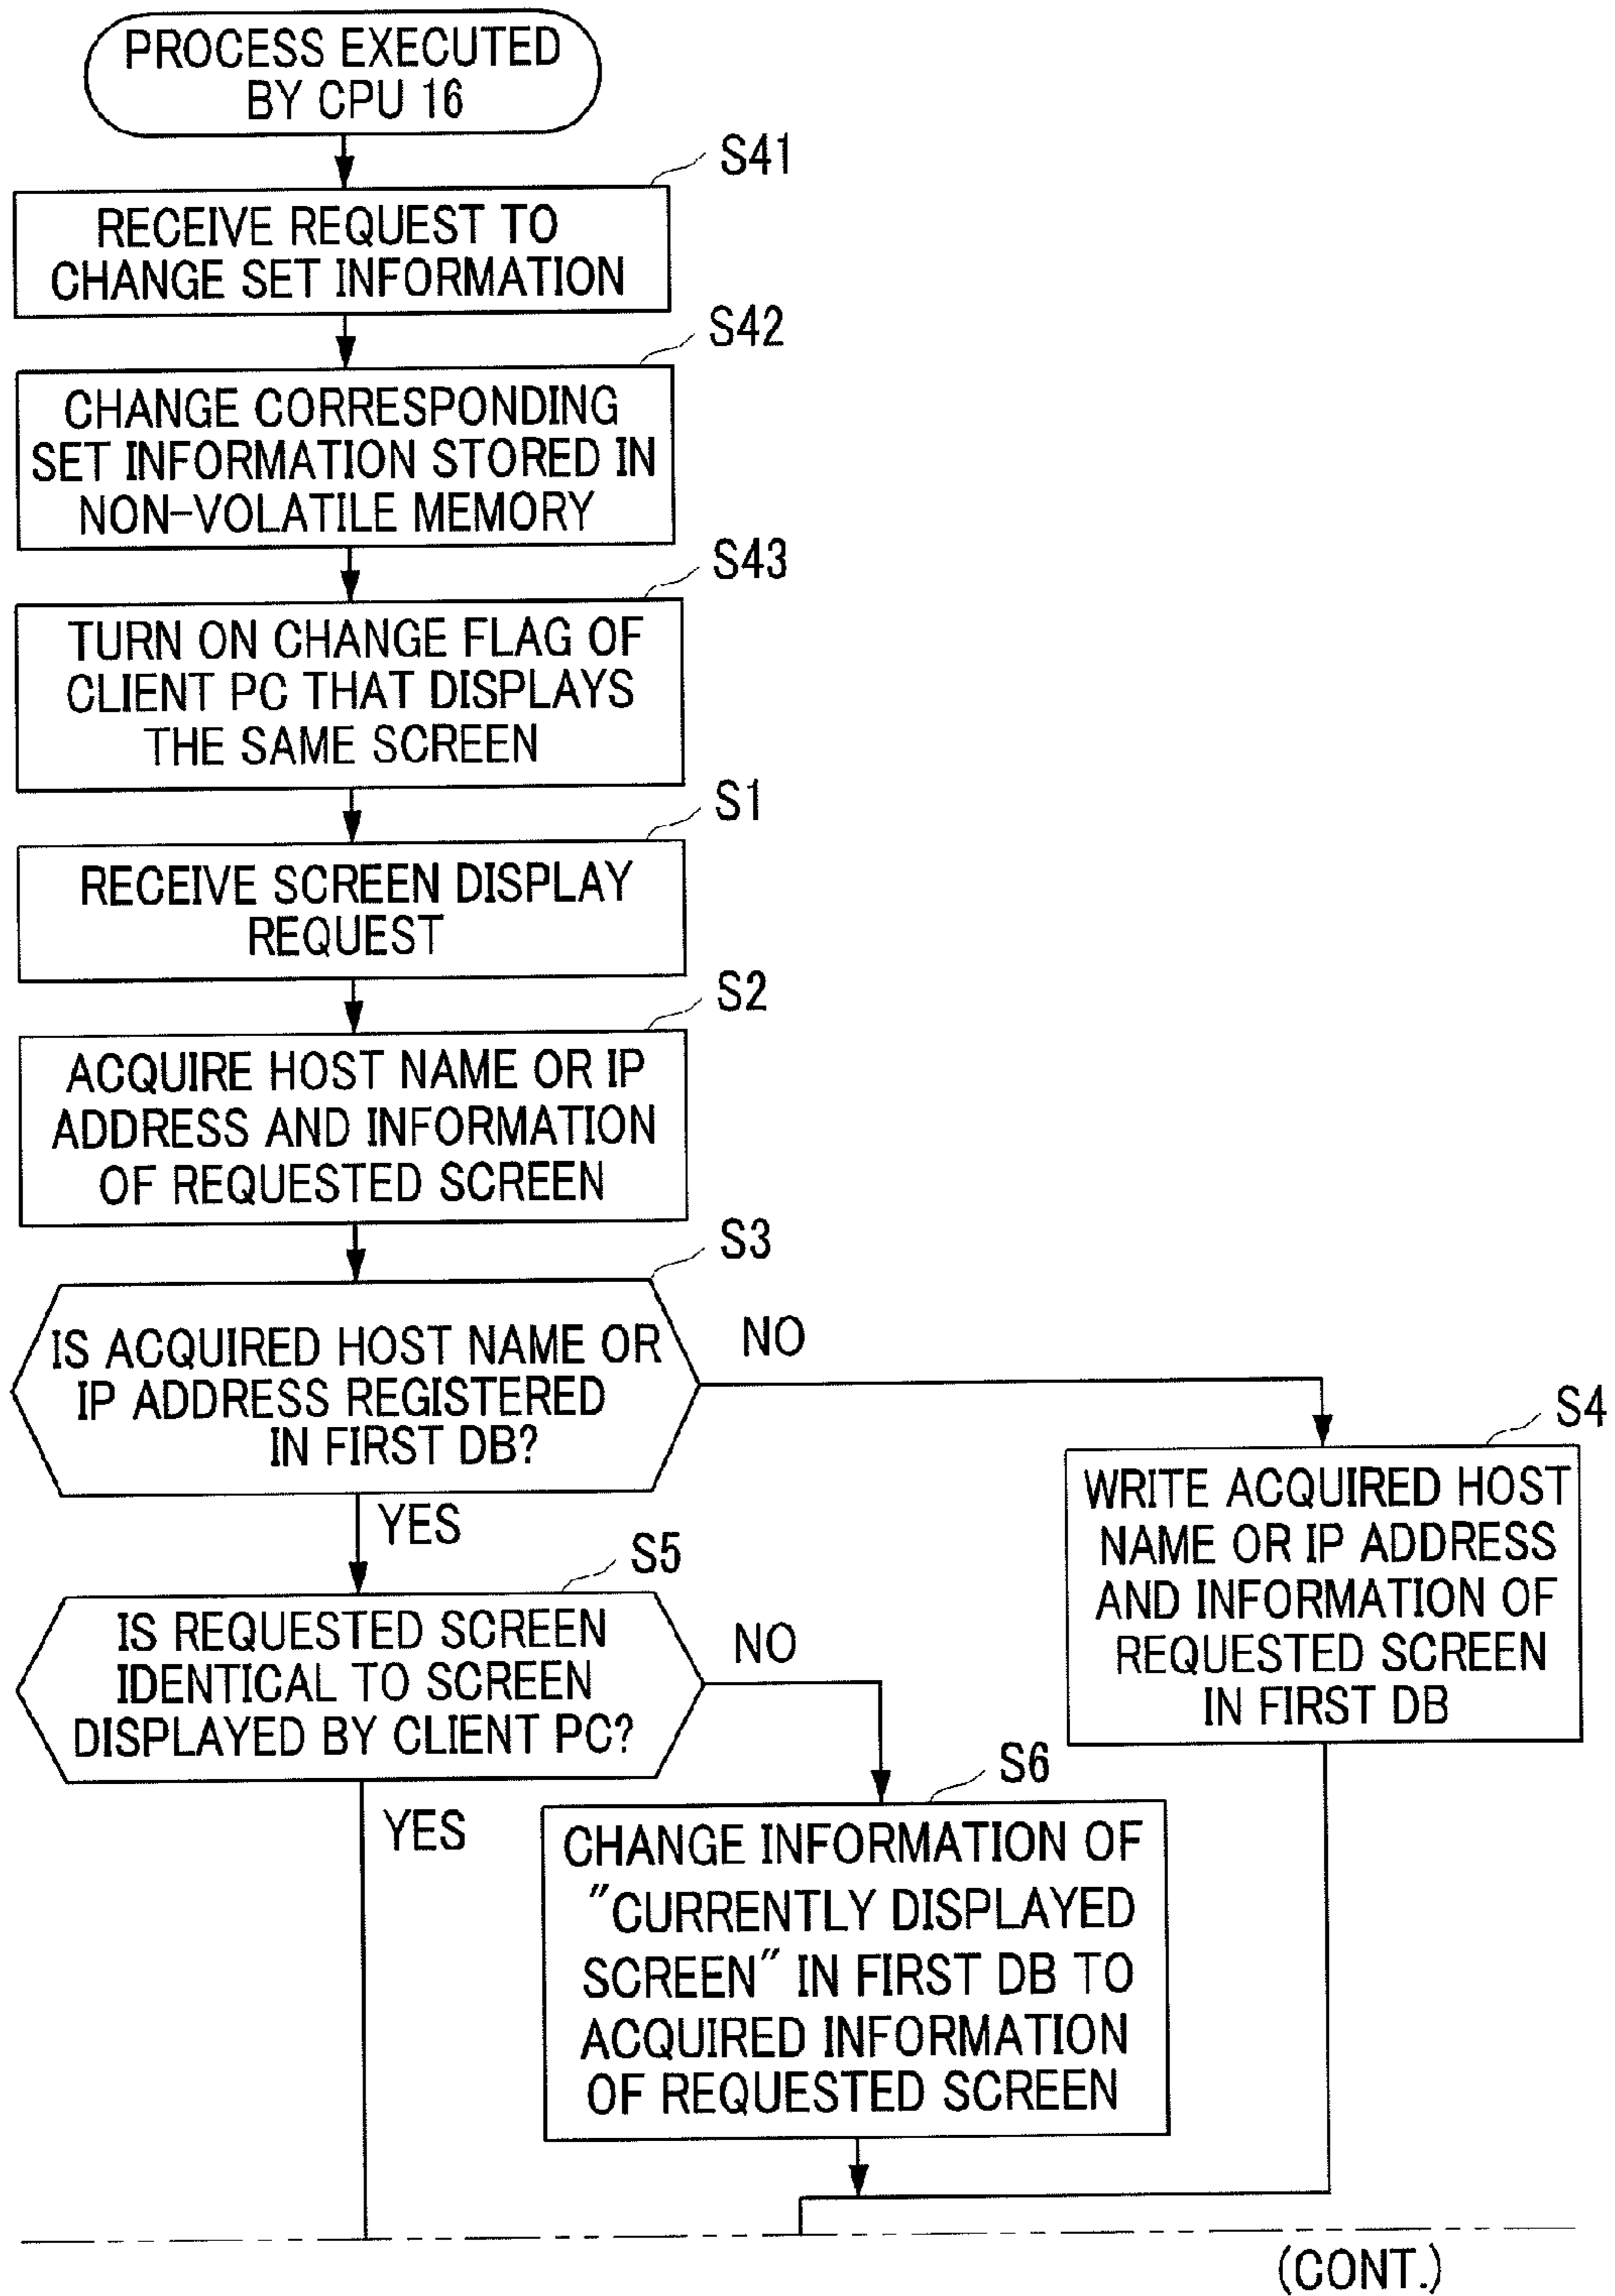 PROCESS EXECUTED
BY CPU 16
S41
RECEIVE REQUEST TO
CHANGE SET INFORMATION
S42
CHANGE CORRESPONDING
SET INFORMATION STORED IN
NON-VOLATILE MEMORY
S43
TURN ON CHANGE FLAG OF
CLIENT PC THAT DISPLAYS
THE SAME SCREEN
S1
RECEIVE SCREEN DISPLAY
REQUEST
S2
ACQUIRE HOST NAME OR IP
ADDRESS AND INFORMATION
OF REQUESTED SCREEN
S3
IS ACQUIRED HOST NAME OR
IP ADDRESS REGISTERED
IN FIRST DB?
NO
YES
S4
WRITE ACQUIRED HOST
NAME OR IP ADDRESS
AND INFORMATION OF
REQUESTED SCREEN
IN FIRST DB
S5
IS REQUESTED SCREEN
IDENTICAL TO SCREEN
DISPLAYED BY CLIENT PC?
NO
YES
S6
CHANGE INFORMATION OF
"CURRENTLY DISPLAYED
SCREEN" IN FIRST DB TO
ACQUIRED INFORMATION
OF REQUESTED SCREEN
(CONT.)